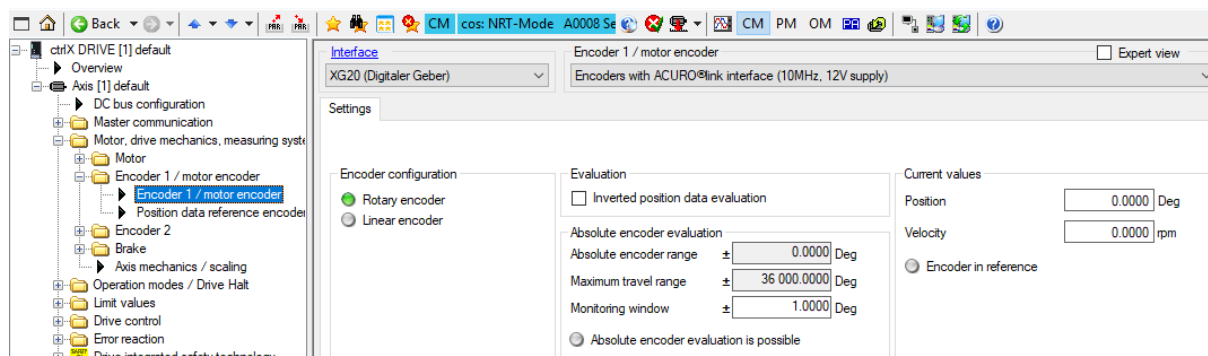 Back
PRR
CM cos: NRT-Mode A0008 Se
CM PM OM
ctrlX DRIVE [1] default
Overview
Axis [1] default
DC bus configuration
Master communication
Motor, drive mechanics, measuring syste
Motor
Encoder 1 / motor encoder
Encoder 1 / motor encoder
Position data reference encoder
Encoder 2
Brake
Axis mechanics / scaling
Operation modes / Drive Halt
Limit values
Drive control
Error reaction
Drive integrated safety technology
Interface
XG20 (Digitaler Geber)
Encoder 1 / motor encoder
Expert view
Encoders with ACURO®link interface (10MHz, 12V supply)
Settings
Encoder configuration
Rotary encoder
Linear encoder
Evaluation
Inverted position data evaluation
Absolute encoder evaluation
Absolute encoder range ± 0.0000 Deg
Maximum travel range ± 36 000.0000 Deg
Monitoring window ± 1.0000 Deg
Absolute encoder evaluation is possible
Current values
Position 0.0000 Deg
Velocity 0.0000 rpm
Encoder in reference